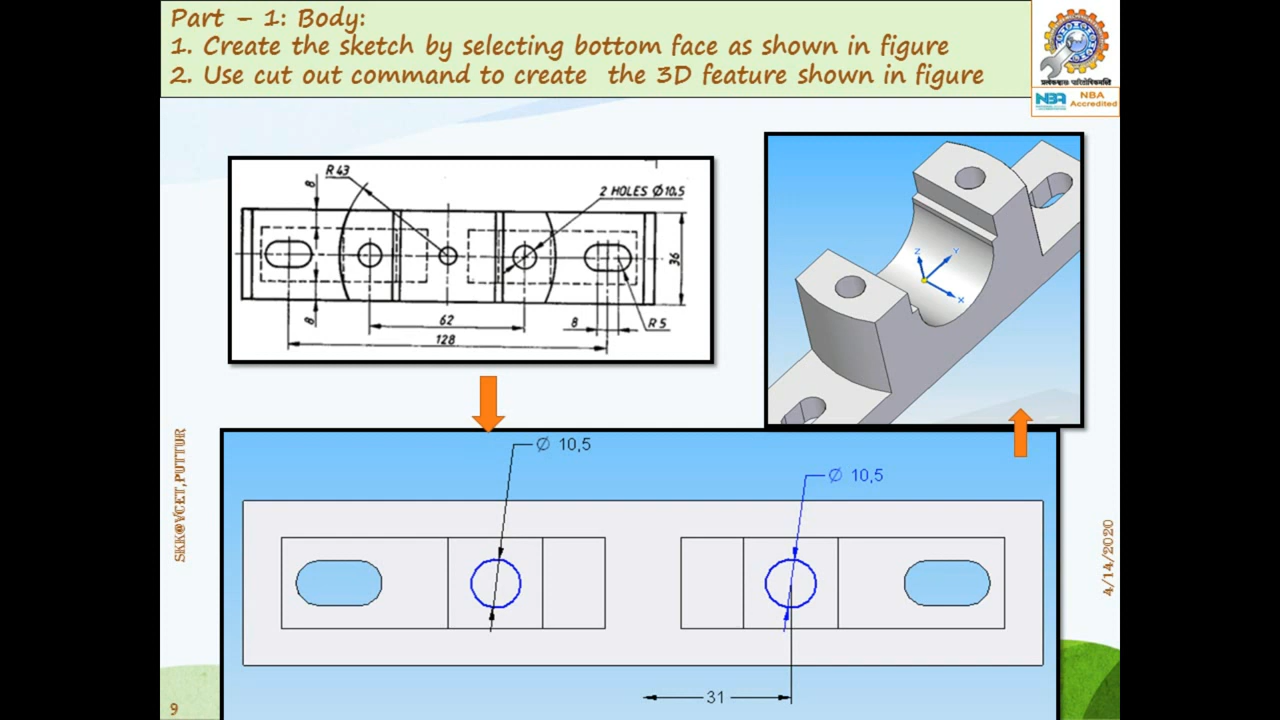 Part – 1: Body:
1. Create the sketch by selecting bottom face as shown in figure
2. Use cut out command to create the 3D feature shown in figure
NBA
NBA
Accredited
R 43
8
2 HOLES Ø10,5
36
8
62
8
R 5
128
Z
Y
X
SKK@VCET,PUTTUR
4/14/2020
Ø 10,5
Ø 10,5
31
9